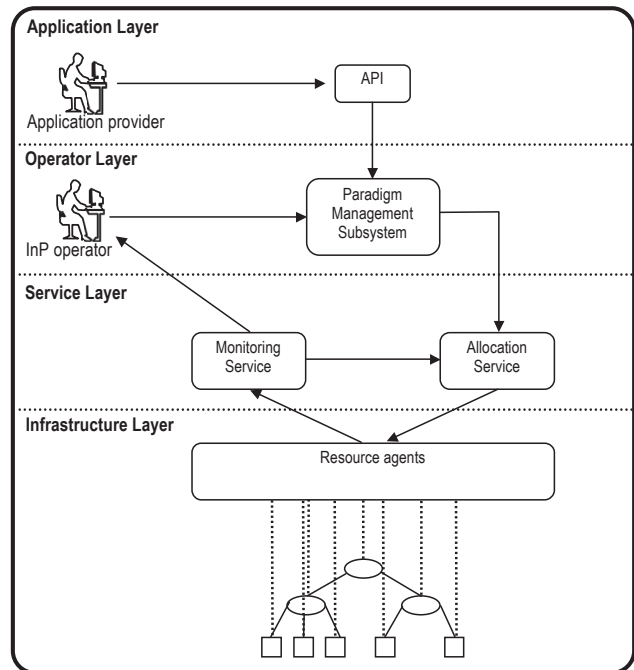 Application Layer
API
Application provider
Operator Layer
Paradigm
Management
Subsystem
InP operator
Service Layer
Monitoring
Service
Allocation
Service
Infrastructure Layer
Resource agents